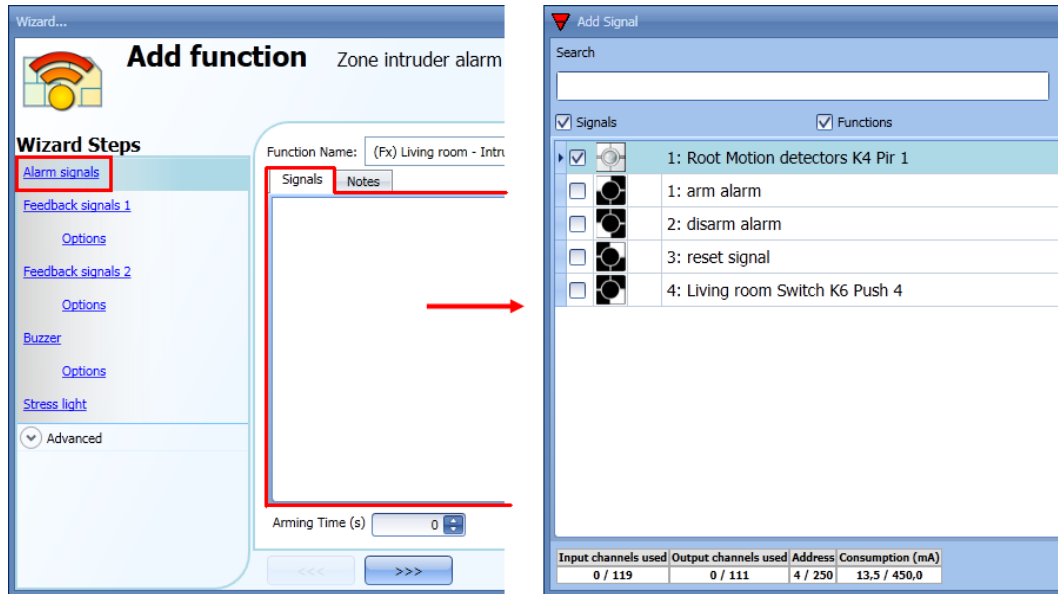 Wizard...
Add function Zone intruder alarm
Wizard Steps
Alarm signals
Feedback signals 1
Options
Feedback signals 2
Options
Buzzer
Options
Stress light
Advanced
Function Name: (Fx) Living room - Intru
Signals Notes
Arming Time (s) 0
<<< >>>
Add Signal
Search
Signals Functions
1: Root Motion detectors K4 Pir 1
1: arm alarm
2: disarm alarm
3: reset signal
4: Living room Switch K6 Push 4
Input channels used Output channels used Address Consumption (mA)
0 / 119 0 / 111 4 / 250 13,5 / 450,0